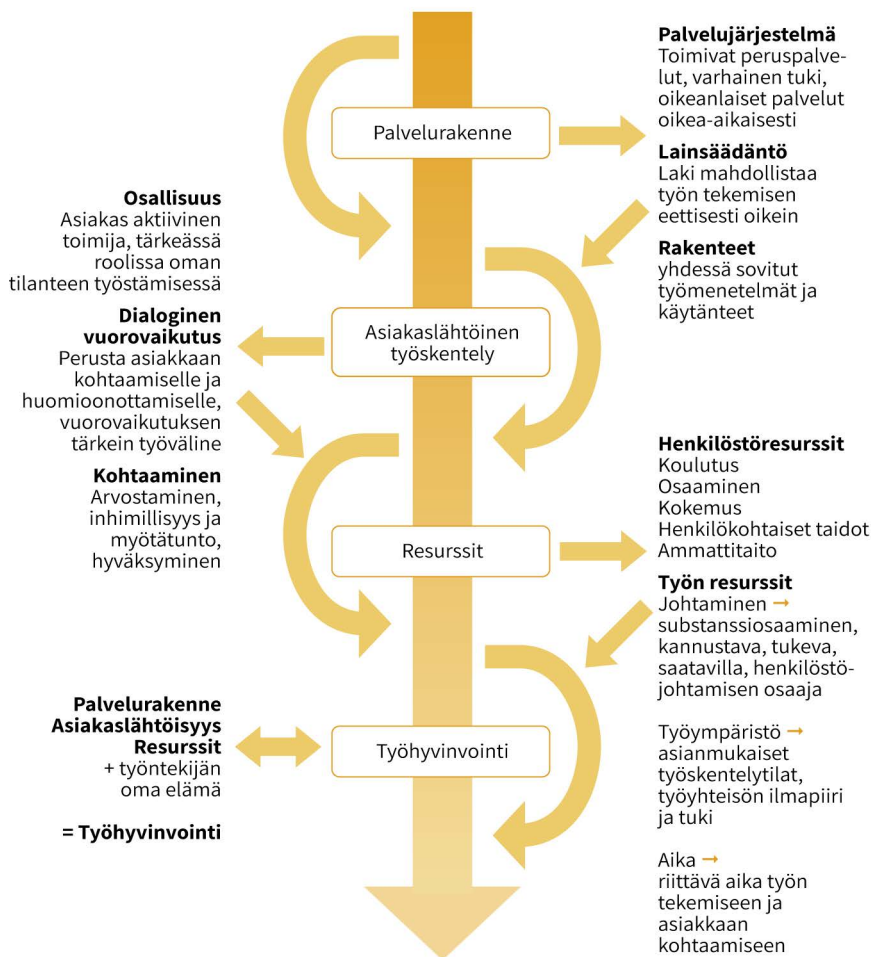 Palvelurakenne
Palvelujärjestelmä
Toimivat peruspalve-
lut, varhainen tuki,
oikeanlaiset palvelut
oikea-aikaisesti
Lainsäädäntö
Laki mahdollistaa
työn tekemisen
eettisesti oikein
Rakenteet
yhdessä sovitut
työmenetelmät ja
käytänteet
Asiakaslähtöinen
työskentely
Osallisuus
Asiakas aktiivinen
toimija, tärkeässä
roolissa oman
tilanteen työstämisessä
Dialoginen
vuorovaikutus
Perusta asiakkaan
kohtaamiselle ja
huomioonottamiselle,
vuorovaikutuksen
tärkein työväline
Kohtaaminen
Arvostaminen,
inhimillisyys ja
myötätunto,
hyväksyminen
Resurssit
Henkilöstöresurssit
Koulutus
Osaaminen
Kokemus
Henkilökohtaiset taidot
Ammattitaito
Työn resurssit
Johtaminen →
substanssiosaaminen,
kannustava, tukeva,
saatavilla, henkilöstö-
johtamisen osaaja
Työympäristö →
asianmukaiset
työskentelytilat,
työyhteisön ilmapiiri
ja tuki
Aika →
riittävä aika työn
tekemiseen ja
asiakkaan
kohtaamiseen
Työhyvinvointi
Palvelurakenne
Asiakaslähtöisyys
Resurssit
+ työntekijän
oma elämä
= Työhyvinvointi